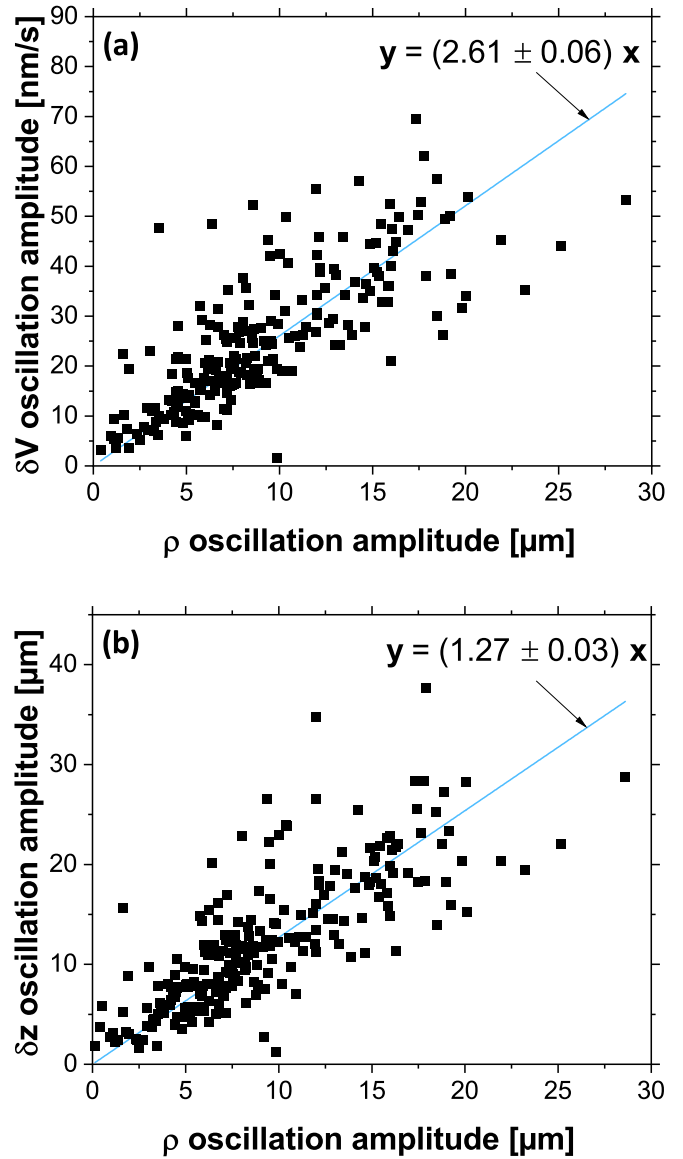 (a)
y = (2.61 ± 0.06) x
90
80
70
60
50
40
30
20
10
0
δV oscillation amplitude [nm/s]
0 5 10 15 20 25 30
ρ oscillation amplitude [µm]
(b)
y = (1.27 ± 0.03) x
40
30
20
10
0
δz oscillation amplitude [µm]
0 5 10 15 20 25 30
ρ oscillation amplitude [µm]